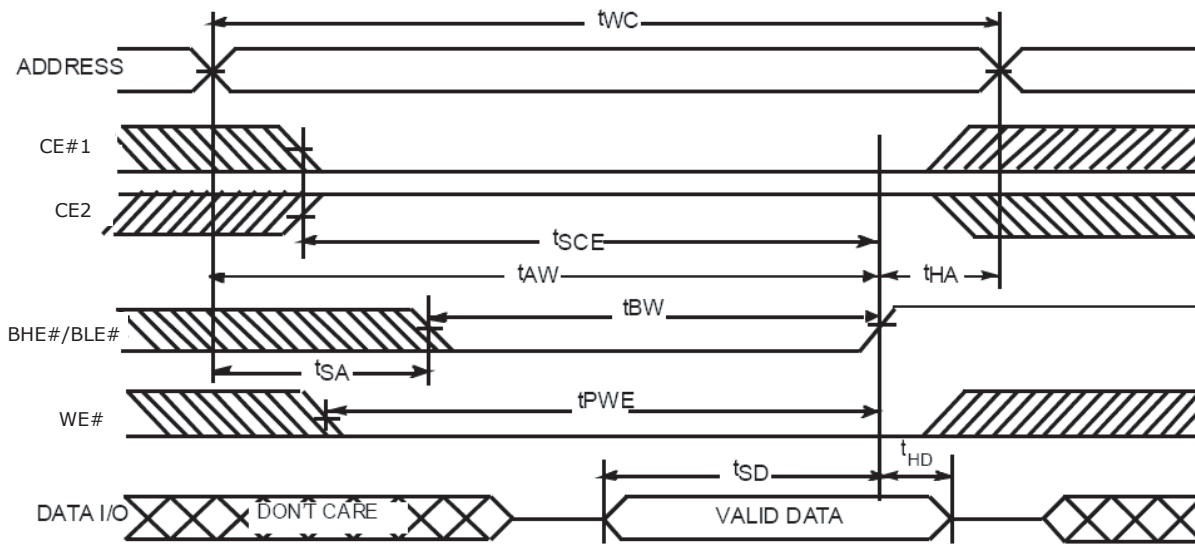 tWC
ADDRESS
CE#1
CE2
tSCE
tAW
tHA
tBW
BHE#/BLE#
tSA
tPWE
WE#
tSD
tHD
DATA I/O
DON'T CARE
VALID DATA